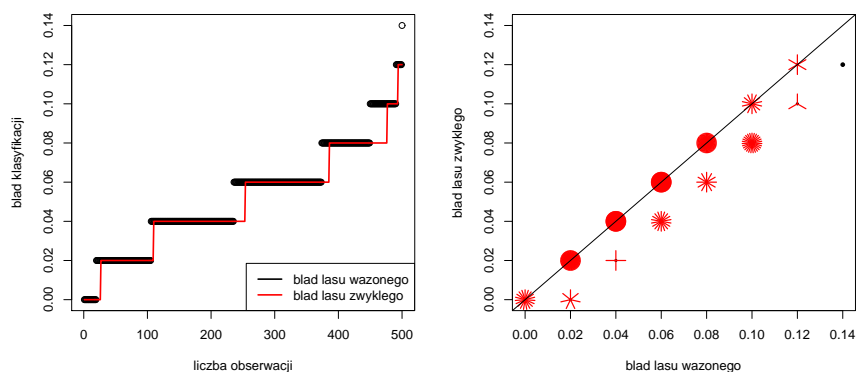 0.00 0.02 0.04 0.06 0.08 0.10 0.12 0.14
blad klasyfikacji
0 100 200 300 400 500
liczba obserwacji
blad lasu wazonego
blad lasu zwyklego
0.00 0.02 0.04 0.06 0.08 0.10 0.12 0.14
blad lasu zwyklego
0.00 0.02 0.04 0.06 0.08 0.10 0.12 0.14
blad lasu wazonego